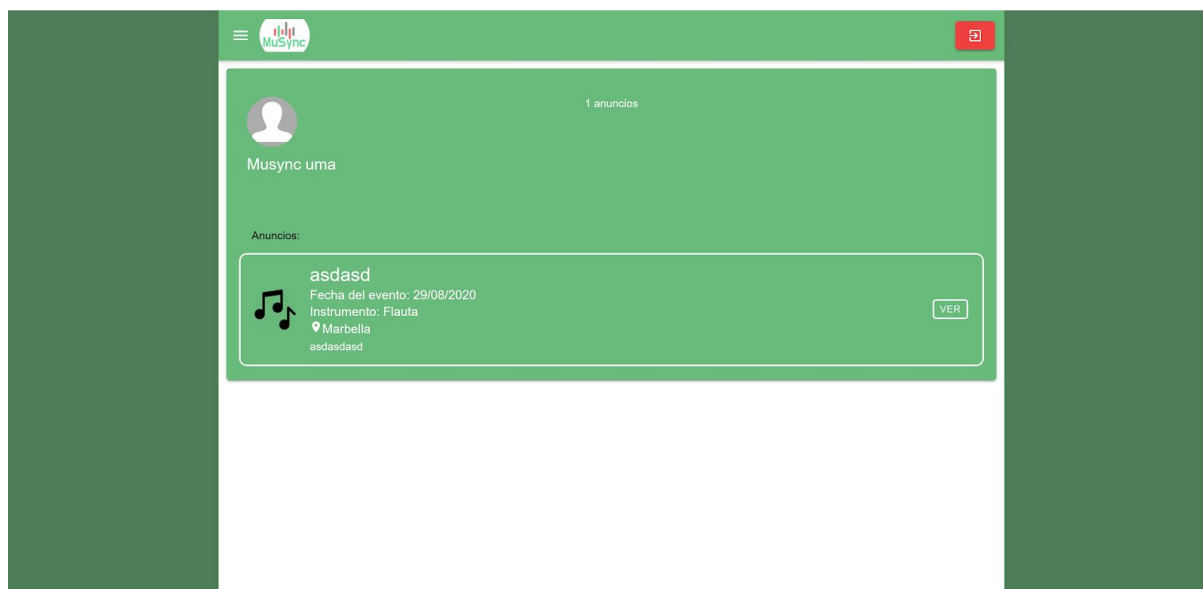 MuSync
1 anuncios
Musync uma
Anuncios:
asdasd
Fecha del evento: 29/08/2020
Instrumento: Flauta
Marbella
asdasdasd
VER